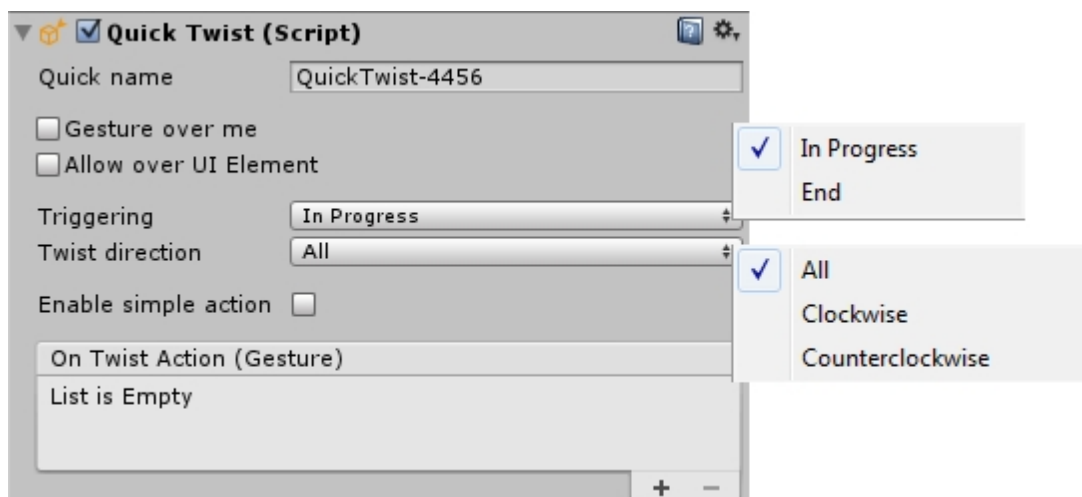 Quick Twist (Script)
Quick name QuickTwist-4456
Gesture over me
Allow over UI Element
In Progress
End
Triggering In Progress
Twist direction All
All
Clockwise
Counterclockwise
Enable simple action
On Twist Action (Gesture)
List is Empty
+ −